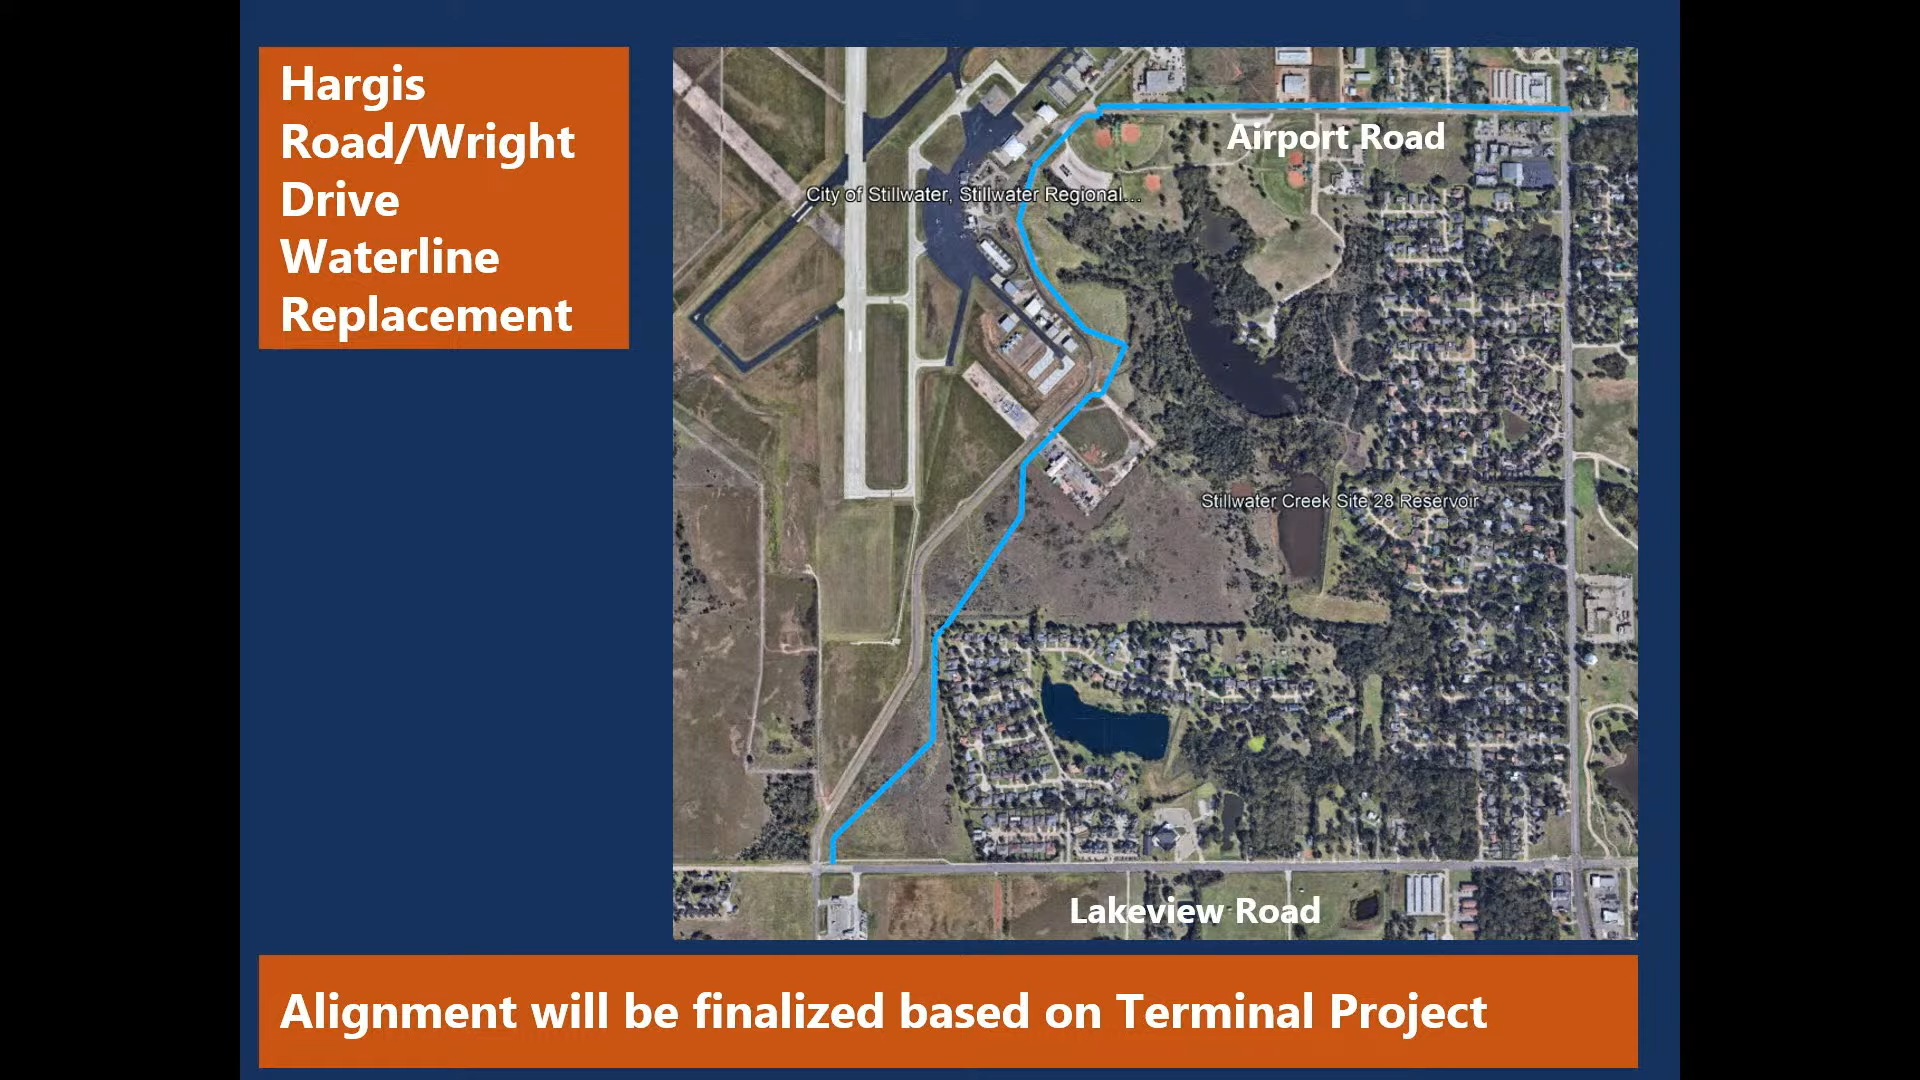 Hargis
Road/Wright
Drive
Waterline
Replacement
Airport Road
City of Stillwater, Stillwater Regional...
Stillwater Creek Site 28 Reservoir
Lakeview Road
Alignment will be finalized based on Terminal Project